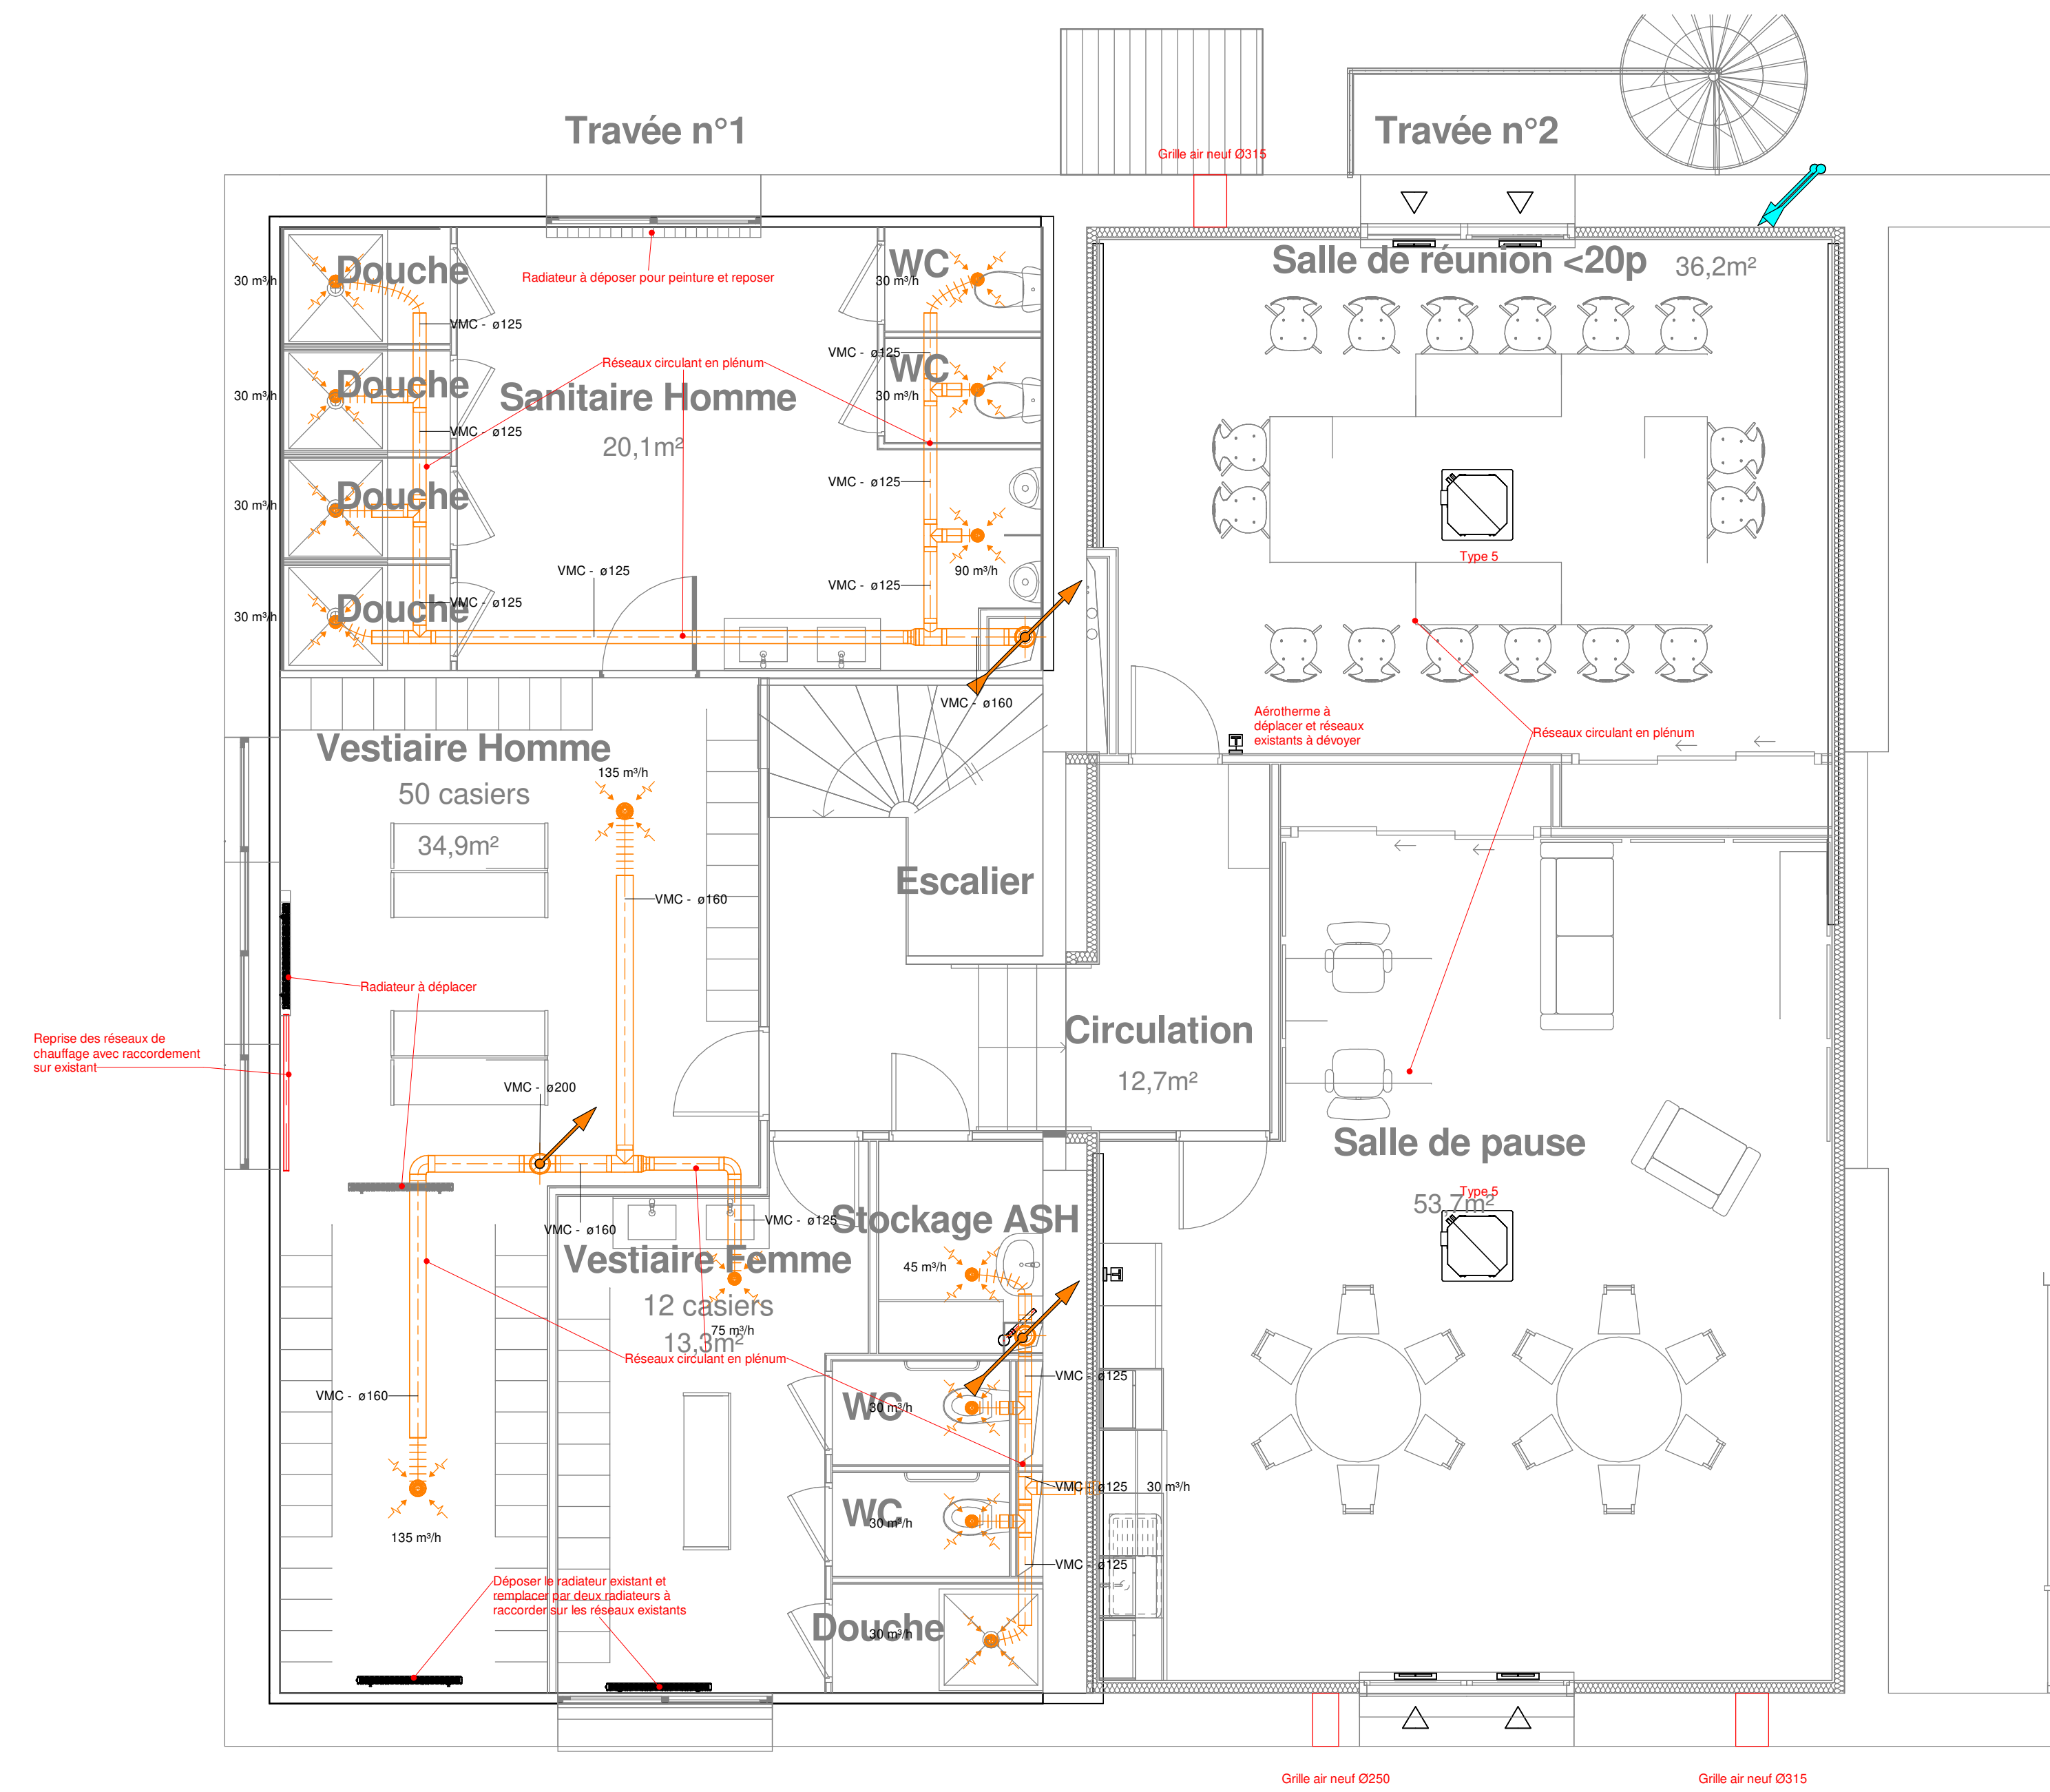 Travée n°1
Travée n°2
Grille air neuf Ø315
Douche
30 m³/h
Radiateur à déposer pour peinture et reposer
WC
30 m³/h
Salle de réunion <20p
36,2m²
VMC - ø125
VMC - ø125
Réseaux circulant en plénum
WC
30 m³/h
Douche
30 m³/h
Sanitaire Homme
20,1m²
VMC - ø125
VMC - ø125
Douche
30 m³/h
Type 5
VMC - ø125
VMC - ø125
90 m³/h
Douche
30 m³/h
VMC - ø125
VMC - ø160
Aérotherme à
déplacer et réseaux
existants à dévoyer
Réseaux circulant en plénum
Vestiaire Homme
50 casiers
34,9m²
135 m³/h
VMC - ø160
Escalier
Radiateur à déplacer
Reprise des réseaux de
chauffage avec raccordement
sur existant
Circulation
12,7m²
VMC - ø200
Salle de pause
53,7m²
Type 5
VMC - ø160
VMC - ø125
Stockage ASH
45 m³/h
Vestiaire Femme
12 casiers
13,3m²
75 m³/h
Réseaux circulant en plénum
VMC - ø160
VMC - ø125
WC
30 m³/h
VMC - ø125
30 m³/h
WC
30 m³/h
135 m³/h
VMC - ø125
Déposer le radiateur existant et
remplacer par deux radiateurs à
raccorder sur les réseaux existants
Douche
30 m³/h
Grille air neuf Ø250
Grille air neuf Ø315